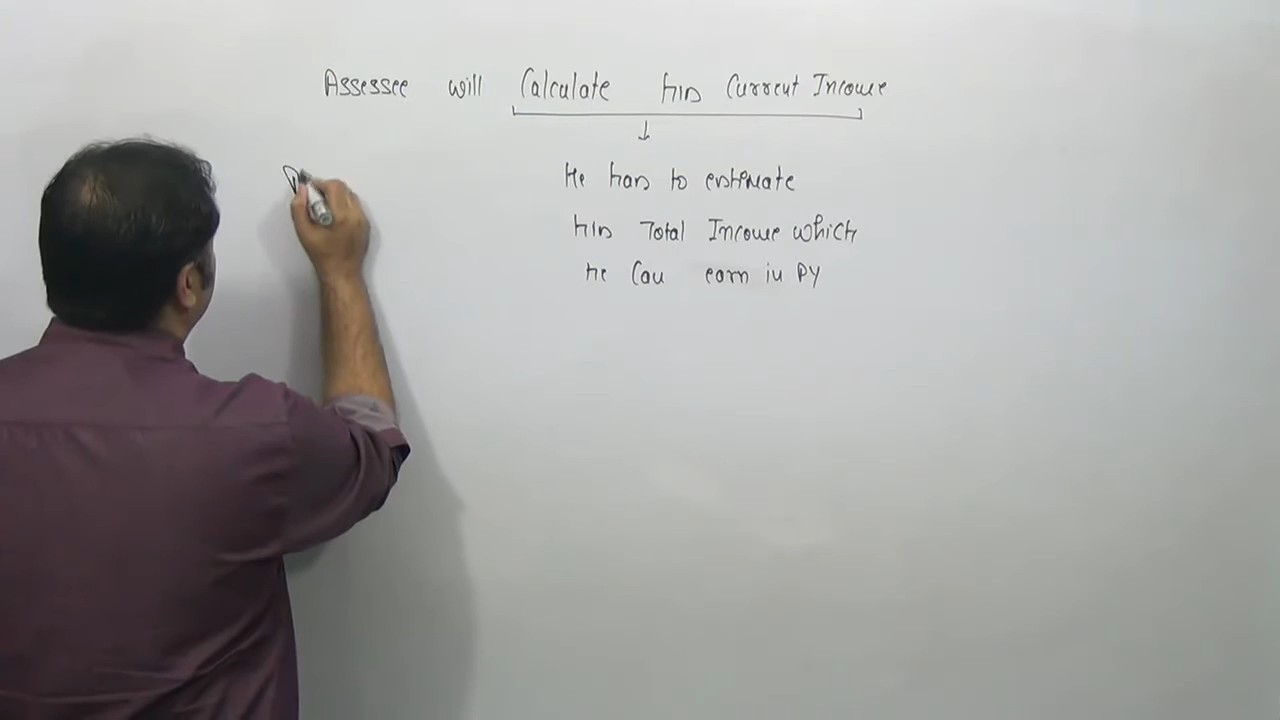 Assessee will Calculate his Current Income
He has to estimate
his Total Income which
he Can earn in PY